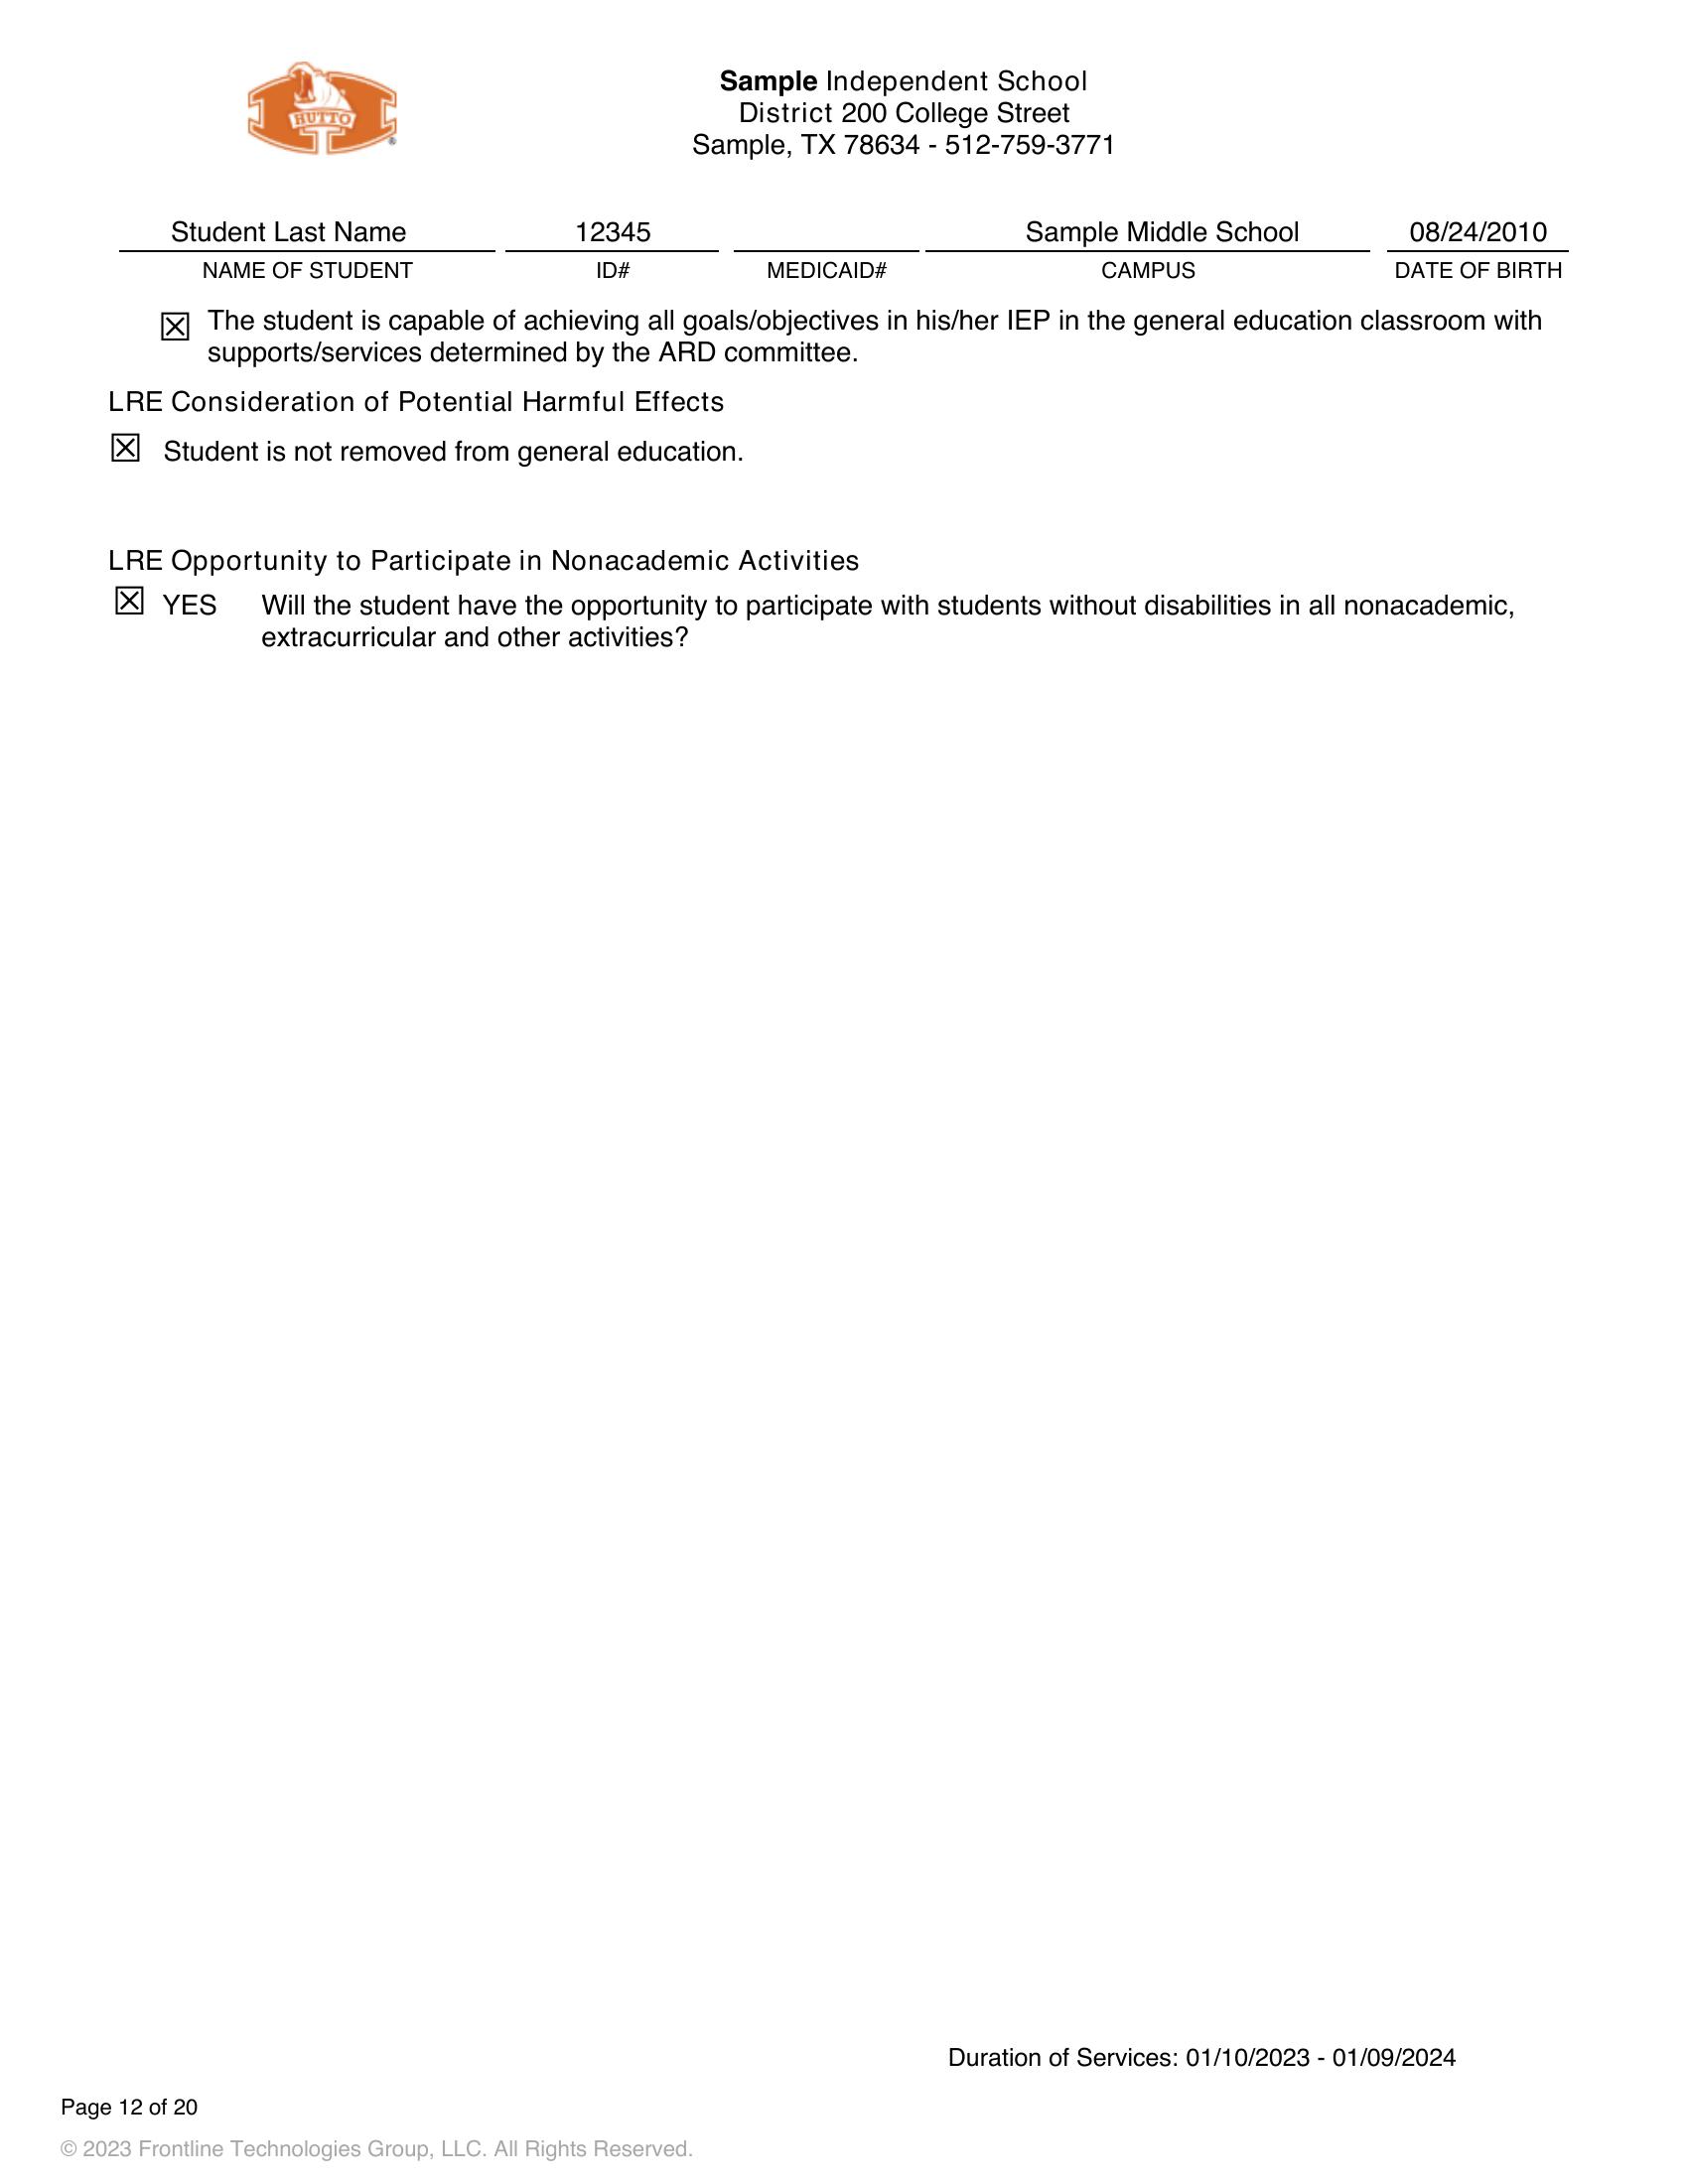 HUTTO
®
Sample Independent School
District 200 College Street
Sample, TX 78634 - 512-759-3771
Student Last Name 12345 Sample Middle School 08/24/2010
NAME OF STUDENT ID# MEDICAID# CAMPUS DATE OF BIRTH
☒ The student is capable of achieving all goals/objectives in his/her IEP in the general education classroom with
supports/services determined by the ARD committee.
LRE Consideration of Potential Harmful Effects
☒ Student is not removed from general education.
LRE Opportunity to Participate in Nonacademic Activities
☒ YES Will the student have the opportunity to participate with students without disabilities in all nonacademic,
extracurricular and other activities?
Duration of Services: 01/10/2023 - 01/09/2024
Page 12 of 20
© 2023 Frontline Technologies Group, LLC. All Rights Reserved.